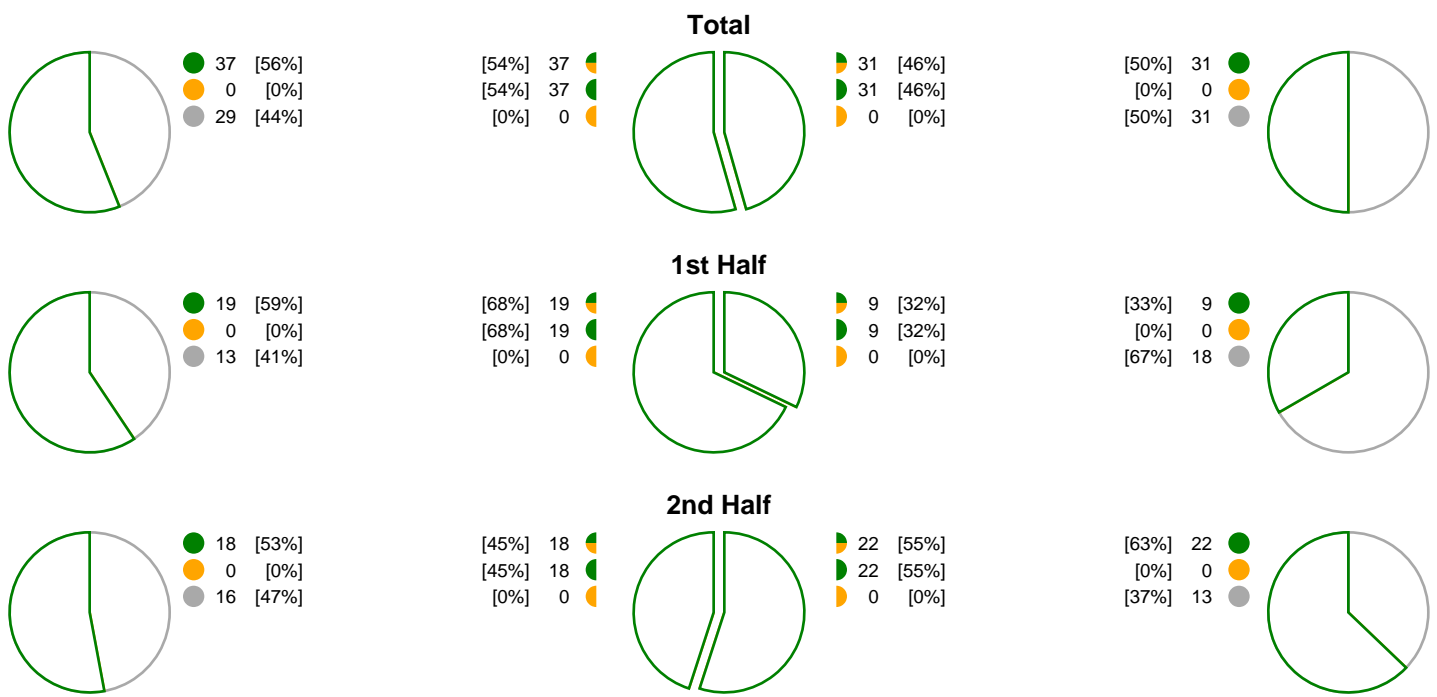 Total
37 [56%] [54%] 37 31 [46%] [50%] 31
0 [0%] [54%] 37 31 [46%] [0%] 0
29 [44%] [0%] 0 0 [0%] [50%] 31
1st Half
19 [59%] [68%] 19 9 [32%] [33%] 9
0 [0%] [68%] 19 9 [32%] [0%] 0
13 [41%] [0%] 0 0 [0%] [67%] 18
2nd Half
18 [53%] [45%] 18 22 [55%] [63%] 22
0 [0%] [45%] 18 22 [55%] [0%] 0
16 [47%] [0%] 0 0 [0%] [37%] 13